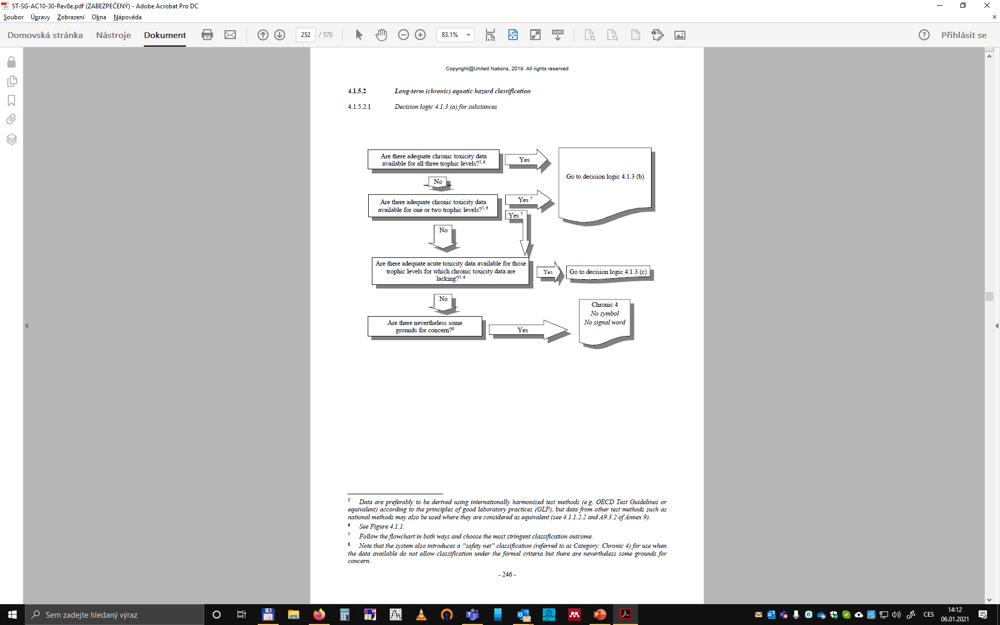 ST-SG-AC10-30-Rev8e.pdf (ZABEZPEČENÝ) - Adobe Acrobat Pro DC
Soubor Úpravy Zobrazení Okna Nápověda
Domovská stránka Nástroje Dokument 252 / 570 83.1% Přihlásit se
Copyright@United Nations, 2019. All rights reserved
4.1.5.2 Long-term (chronic) aquatic hazard classification
4.1.5.2.1 Decision logic 4.1.3 (a) for substances
Are there adequate chronic toxicity data
available for all three trophic levels?5, 6
Yes
Go to decision logic 4.1.3 (b)
No
Are there adequate chronic toxicity data
available for one or two trophic levels?5, 6
Yes 7
Yes 7
No
Are there adequate acute toxicity data available for those
trophic levels for which chronic toxicity data are
lacking?5, 6
Yes
Go to decision logic 4.1.3 (c)
No
Are there nevertheless some
grounds for concern?8
Yes
Chronic 4
No symbol
No signal word
5 Data are preferably to be derived using internationally harmonized test methods (e.g. OECD Test Guidelines or
equivalent) according to the principles of good laboratory practices (GLP), but data from other test methods such as
national methods may also be used where they are considered as equivalent (see 4.1.1.2.2 and A9.3.2 of Annex 9).
6 See Figure 4.1.1.
7 Follow the flowchart in both ways and choose the most stringent classification outcome.
8 Note that the system also introduces a “safety net” classification (referred to as Category: Chronic 4) for use when
the data available do not allow classification under the formal criteria but there are nevertheless some grounds for
concern.
- 246 -
Sem zadejte hledaný výraz
CES
14:12
06.01.2021